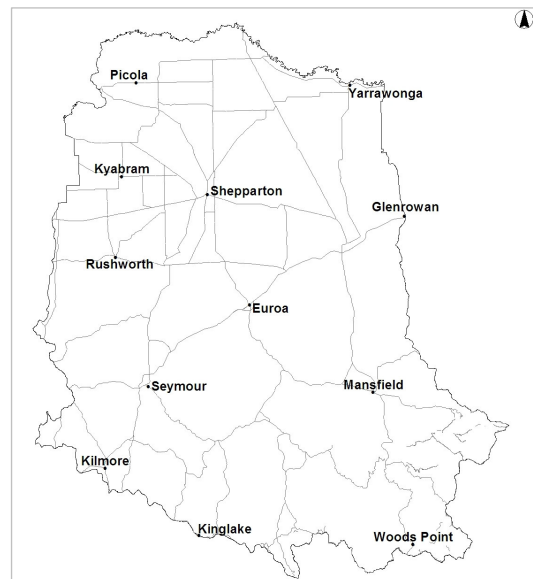 Picola
Yarrawonga
Kyabram
Shepparton
Glenrowan
Rushworth
Euroa
Seymour
Mansfield
Kilmore
Kinglake
Woods Point